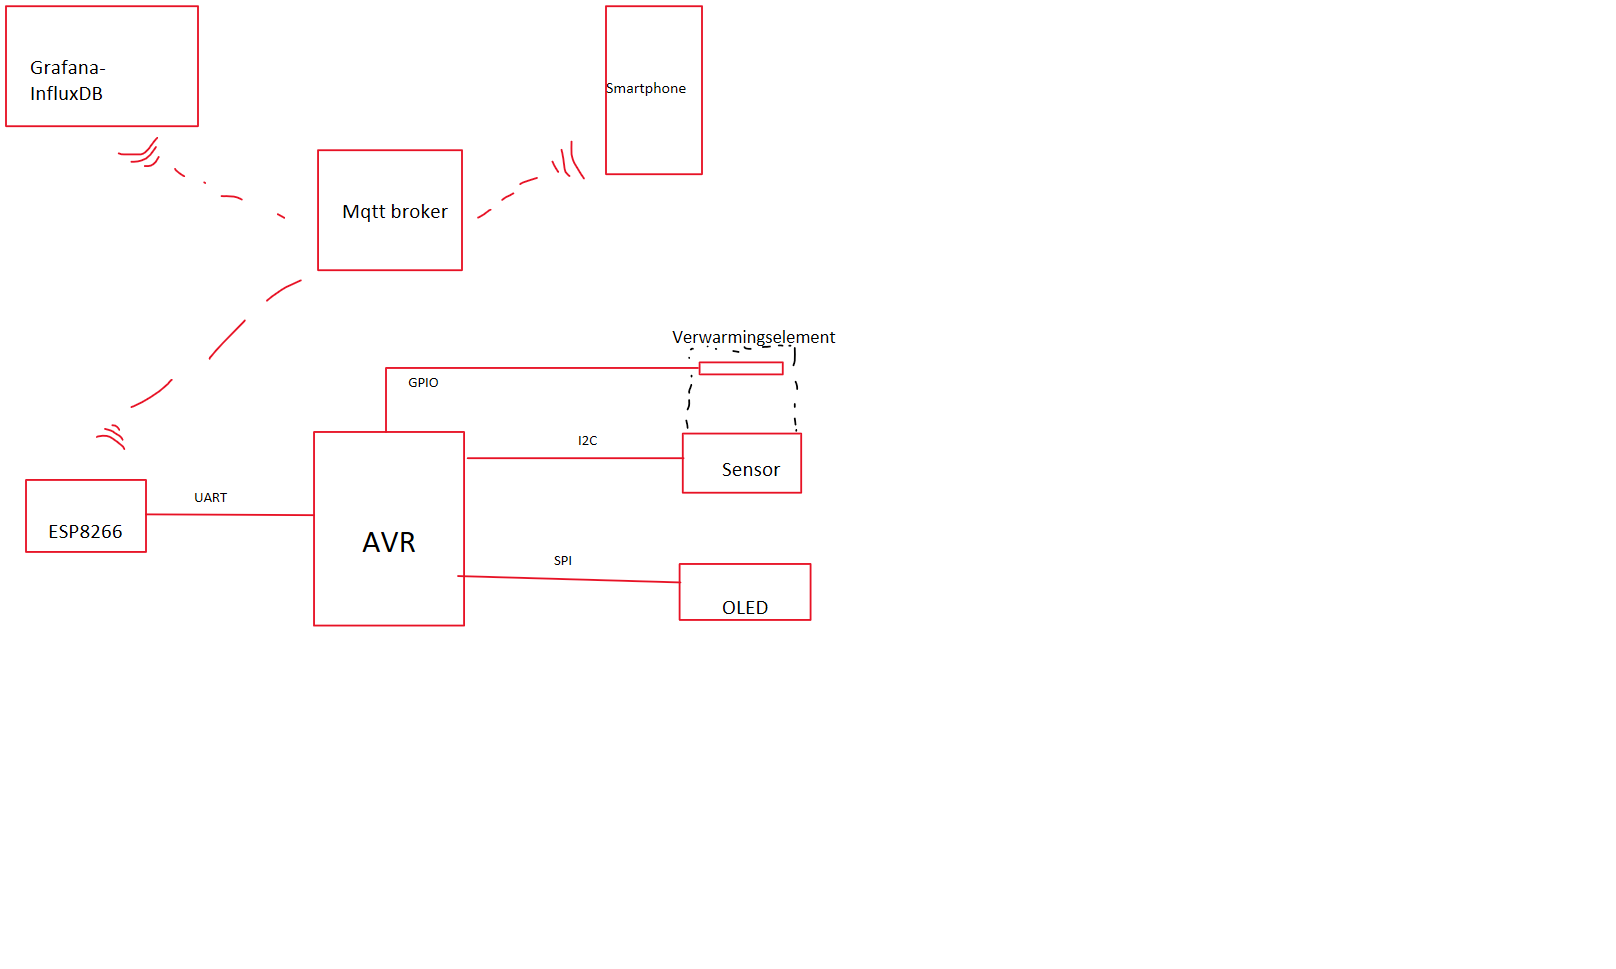 Grafana-
InfluxDB
Smartphone
Mqtt broker
Verwarmingselement
GPIO
I2C
Sensor
UART
ESP8266
AVR
SPI
OLED